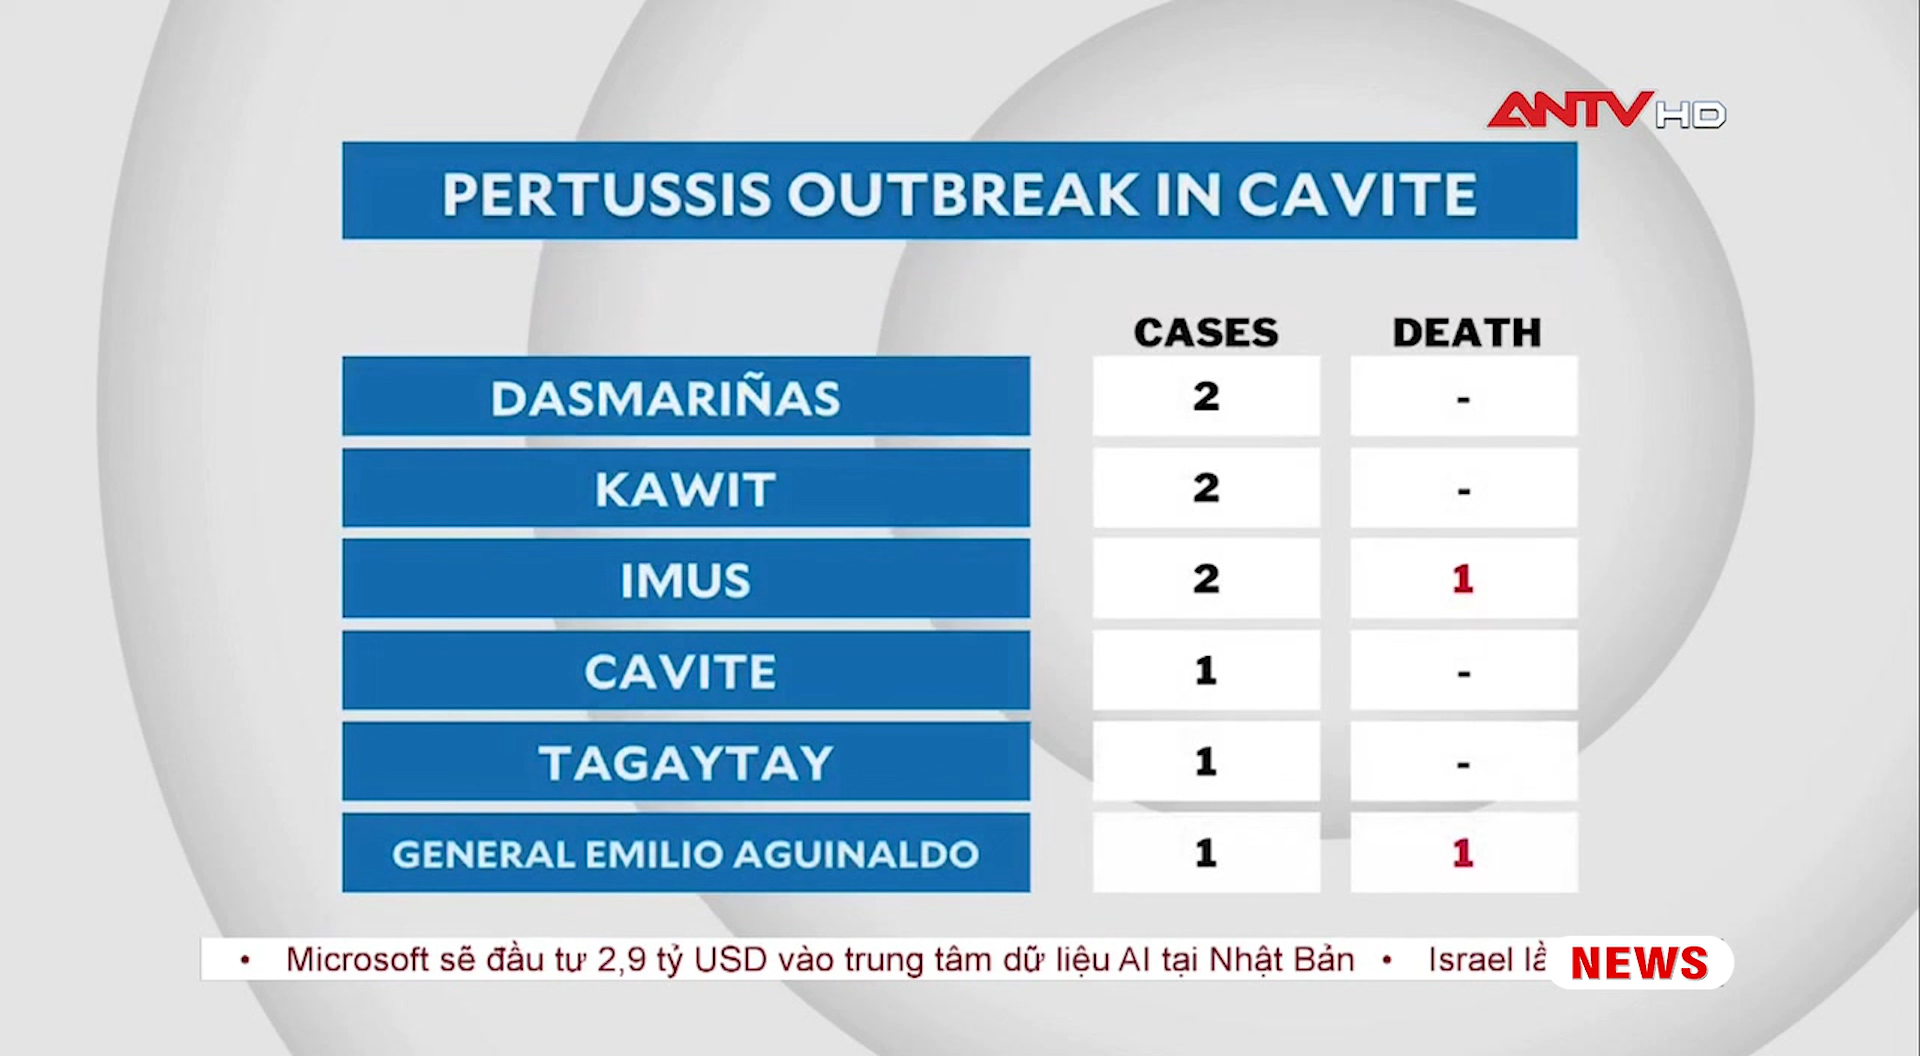 ANTV HD
PERTUSSIS OUTBREAK IN CAVITE
CASES DEATH
DASMARIÑAS 2 -
KAWIT 2 -
IMUS 2 1
CAVITE 1 -
TAGAYTAY 1 -
GENERAL EMILIO AGUINALDO 1 1
• Microsoft sẽ đầu tư 2,9 tỷ USD vào trung tâm dữ liệu AI tại Nhật Bản • Israel NEWS